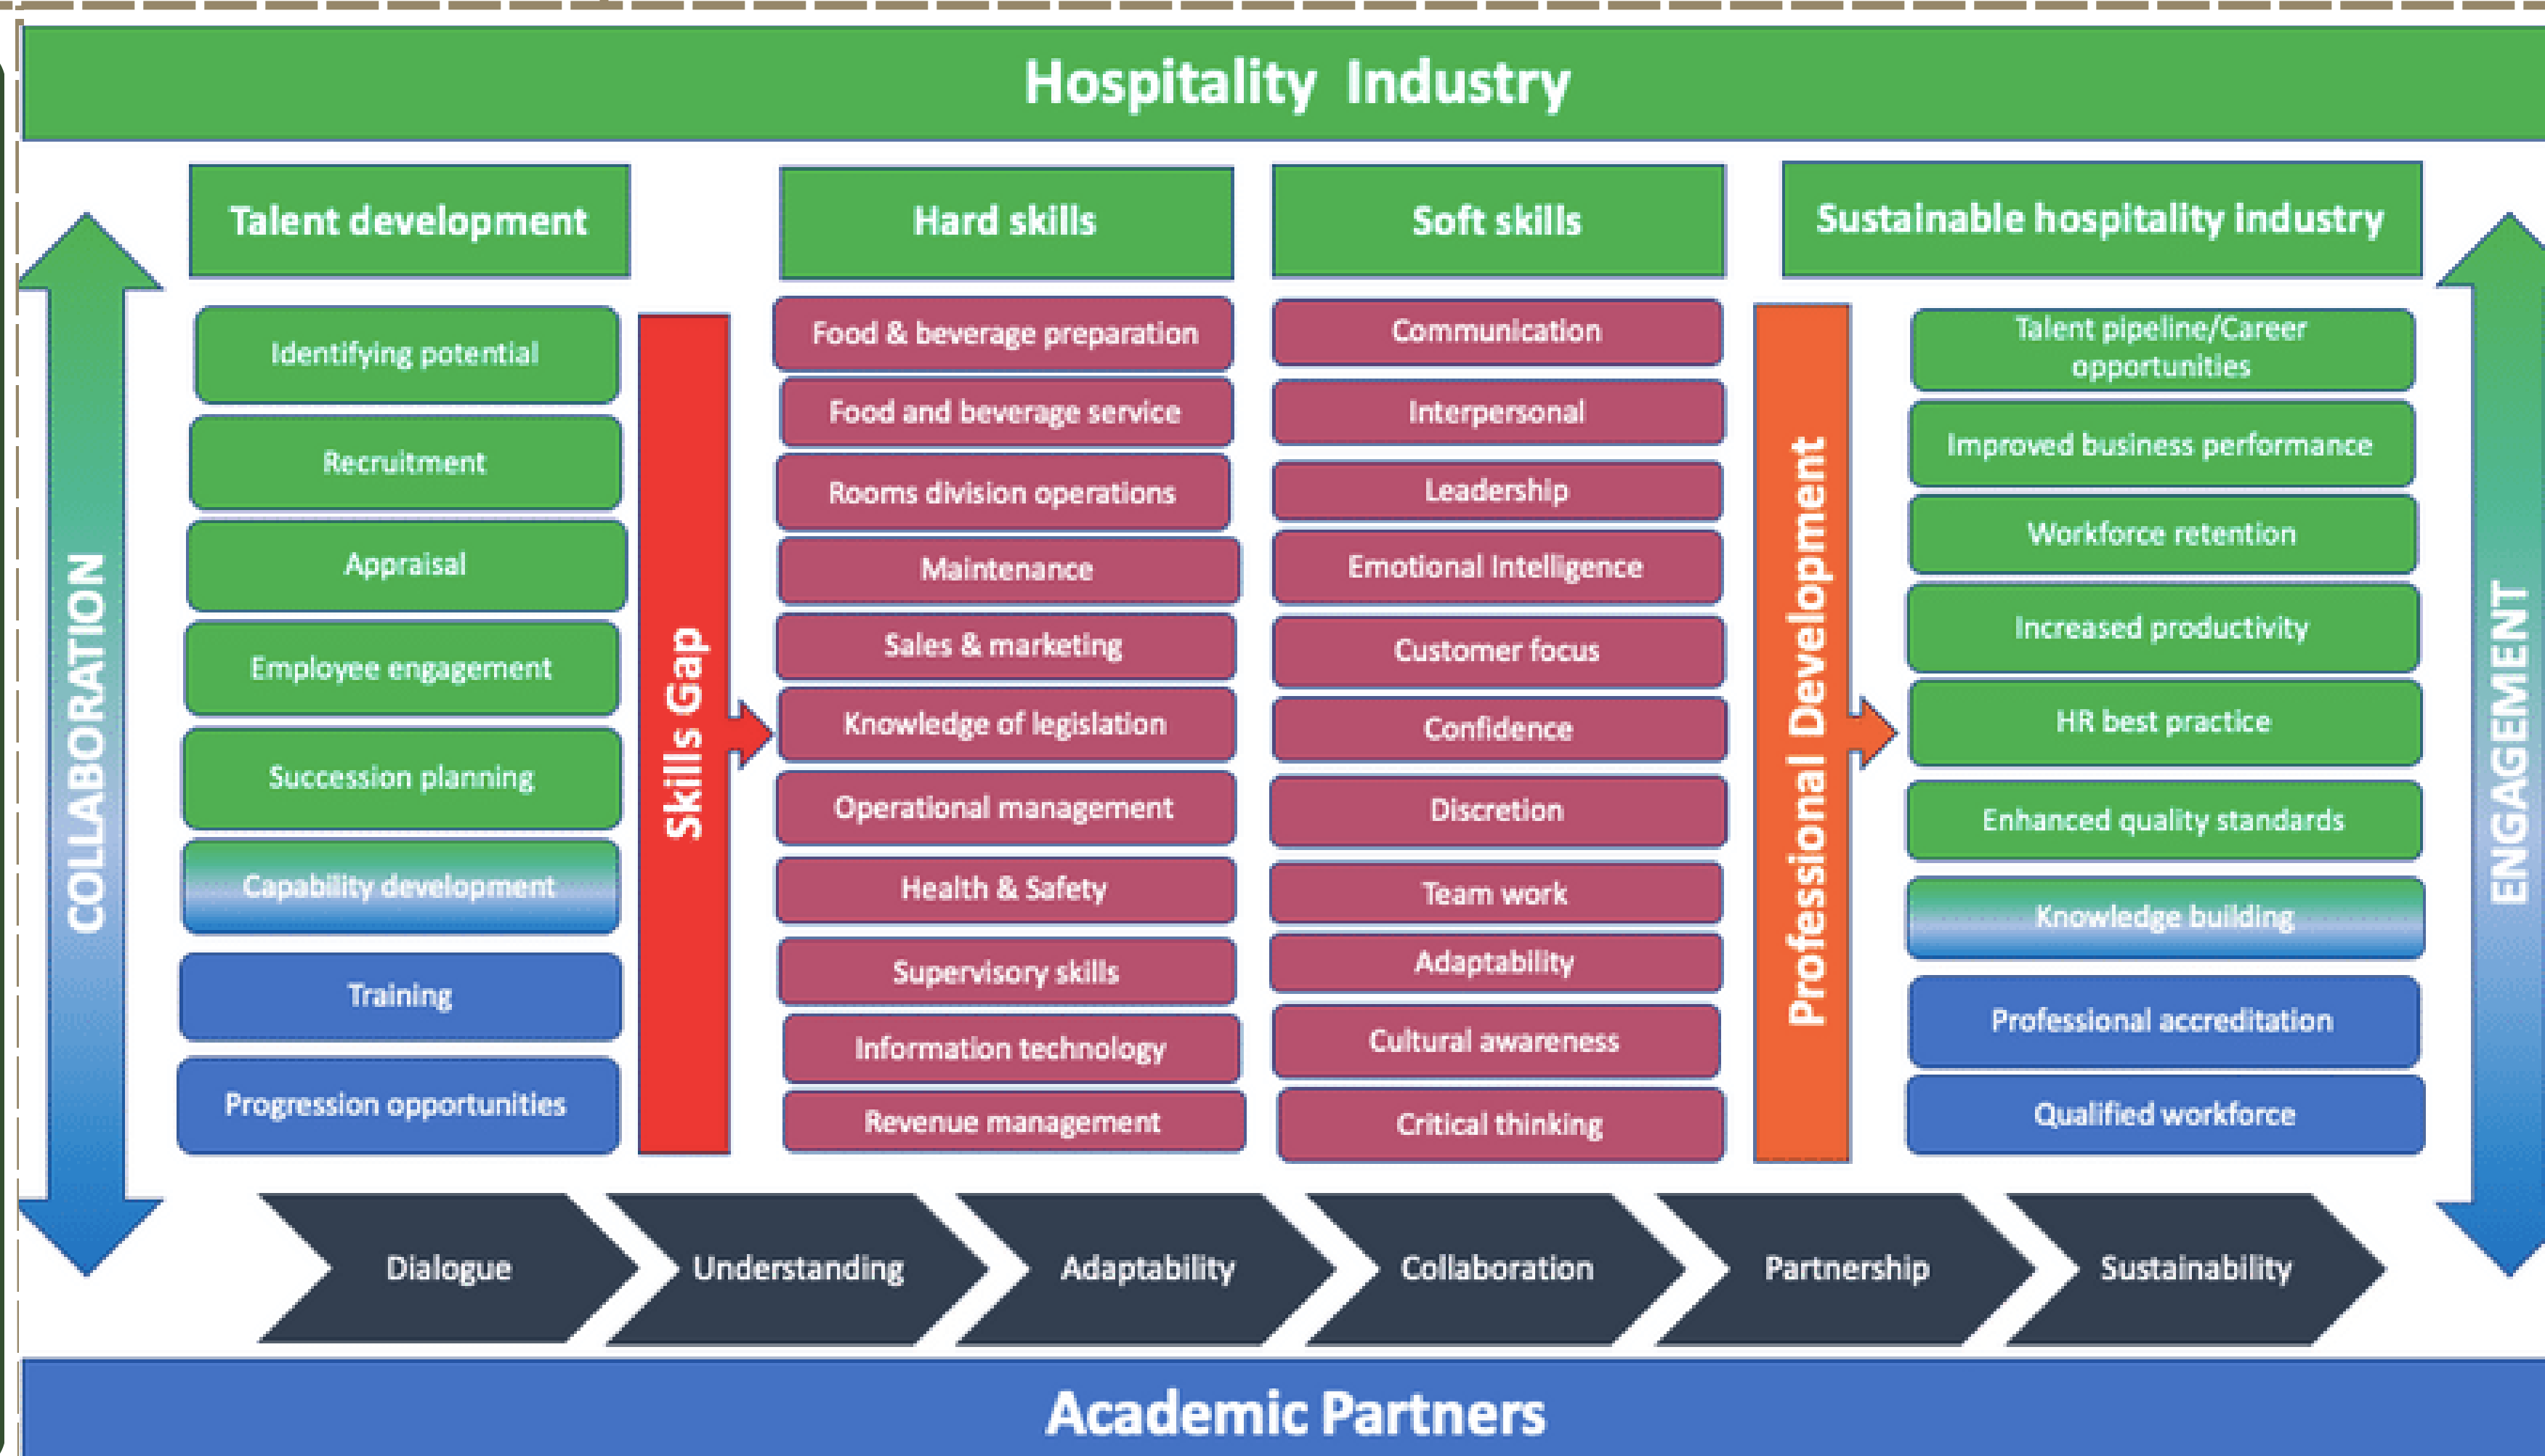 Hospitality Industry
Talent development
Hard skills
Soft skills
Sustainable hospitality industry
COLLABORATION
Identifying potential
Recruitment
Appraisal
Employee engagement
Succession planning
Capability development
Training
Progression opportunities
Skills Gap
Food & beverage preparation
Food and beverage service
Rooms division operations
Maintenance
Sales & marketing
Knowledge of legislation
Operational management
Health & Safety
Supervisory skills
Information technology
Revenue management
Communication
Interpersonal
Leadership
Emotional Intelligence
Customer focus
Confidence
Discretion
Team work
Adaptability
Cultural awareness
Critical thinking
Professional Development
Talent pipeline/Career
opportunities
Improved business performance
Workforce retention
Increased productivity
HR best practice
Enhanced quality standards
Knowledge building
Professional accreditation
Qualified workforce
ENGAGEMENT
Dialogue
Understanding
Adaptability
Collaboration
Partnership
Sustainability
Academic Partners